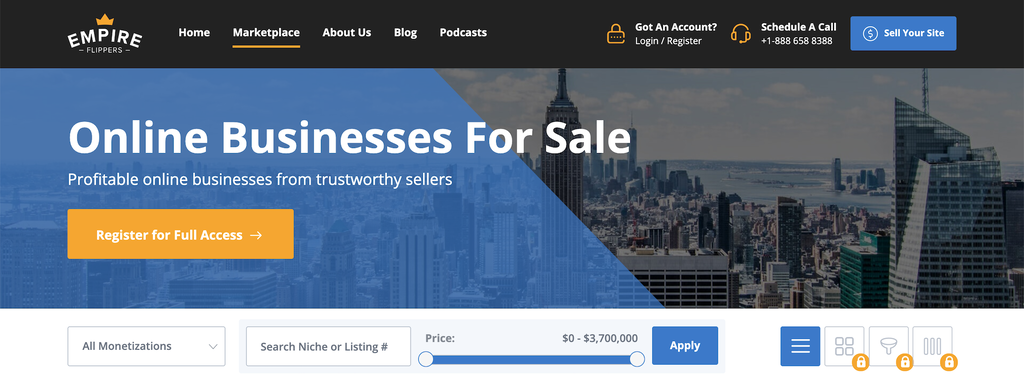 EMPIRE
FLIPPERS
Home
Marketplace
About Us
Blog
Podcasts
Got An Account?
Login / Register
Schedule A Call
+1-888 658 8388
Sell Your Site
Online Businesses For Sale
Profitable online businesses from trustworthy sellers
Register for Full Access
All Monetizations
Search Niche or Listing #
Price:
$0 - $3,700,000
Apply